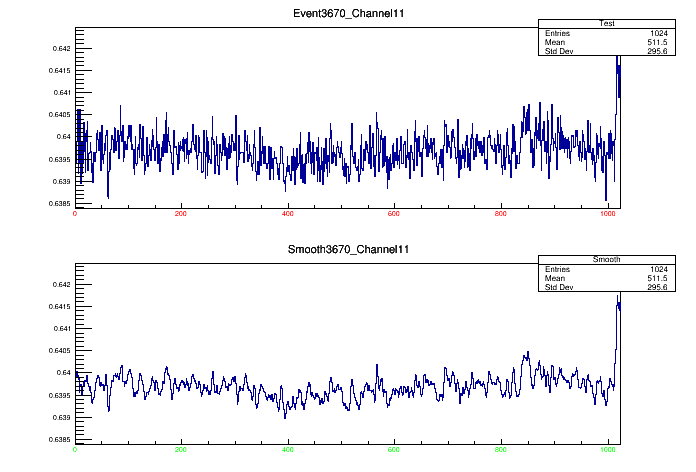 Event3670_Channel11
Test
Entries 1024
Mean 511.5
Std Dev 295.6
0.642
0.6415
0.641
0.6405
0.64
0.6395
0.639
0.6385
0 200 400 600 800 1000
Smooth3670_Channel11
Smooth
Entries 1024
Mean 511.5
Std Dev 295.6
0.642
0.6415
0.641
0.6405
0.64
0.6395
0.639
0.6385
0 200 400 600 800 1000